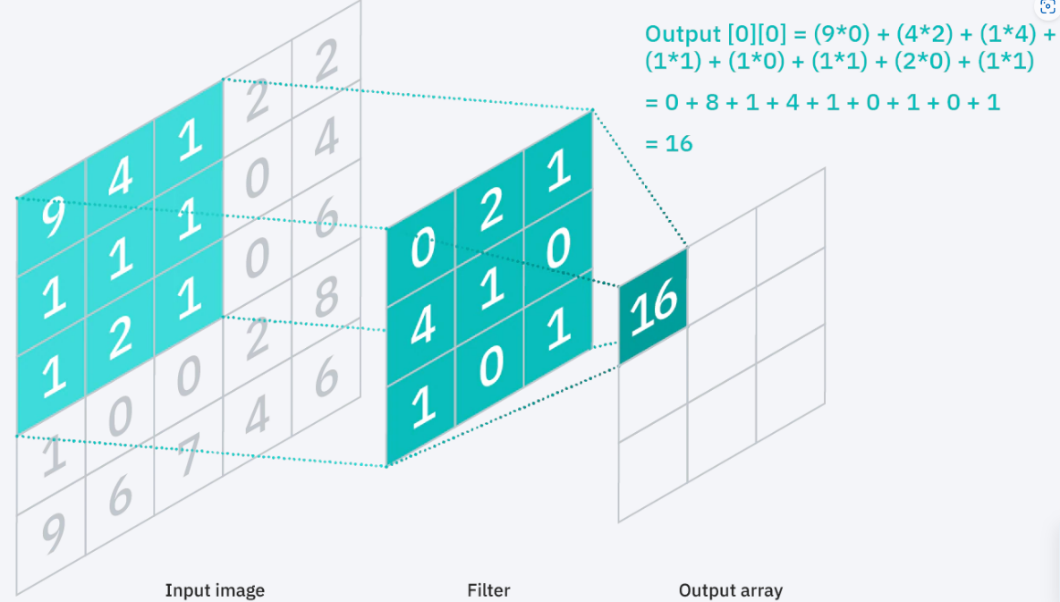 Output [0][0] = (9*0) + (4*2) + (1*4) +
(1*1) + (1*0) + (1*1) + (2*0) + (1*1)
= 0 + 8 + 1 + 4 + 1 + 0 + 1 + 0 + 1
= 16
9 4 1 2 2
1 1 1 0 4
1 2 1 0 6
1 0 0 2 8
9 6 7 4 6
0 2 1
4 1 0
1 0 1
16
Input image
Filter
Output array